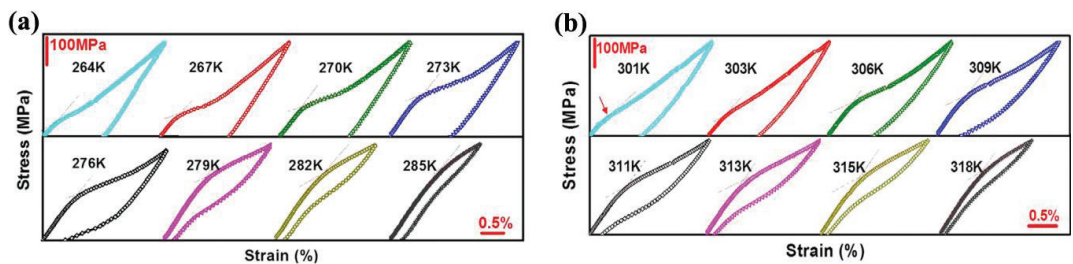 (a)
100MPa
264K 267K 270K 273K
276K 279K 282K 285K
0.5%
Stress (MPa)
Strain (%)
(b)
100MPa
301K 303K 306K 309K
311K 313K 315K 318K
0.5%
Stress (MPa)
Strain (%)